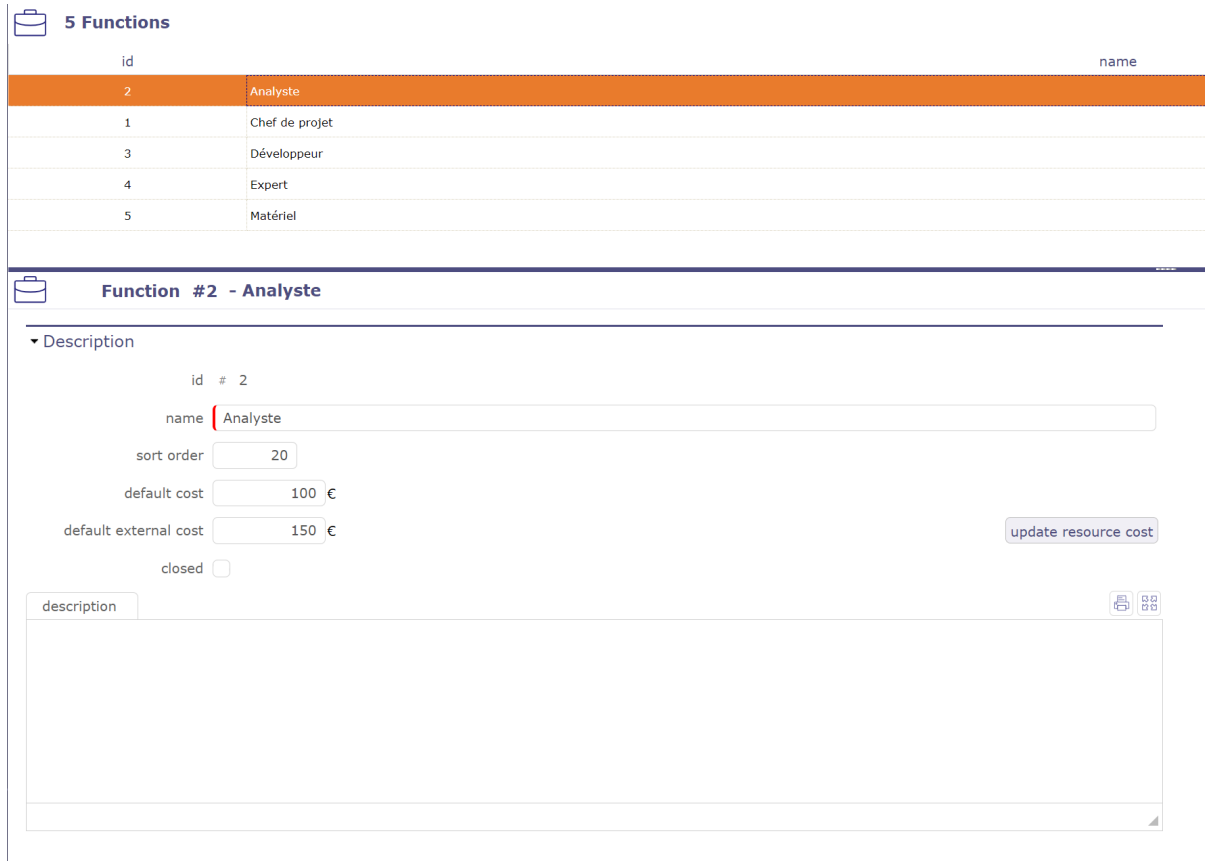 5 Functions
id name
2 Analyste
1 Chef de projet
3 Développeur
4 Expert
5 Matériel
Function #2 - Analyste
Description
id # 2
name Analyste
sort order 20
default cost 100 €
default external cost 150 € update resource cost
closed
description